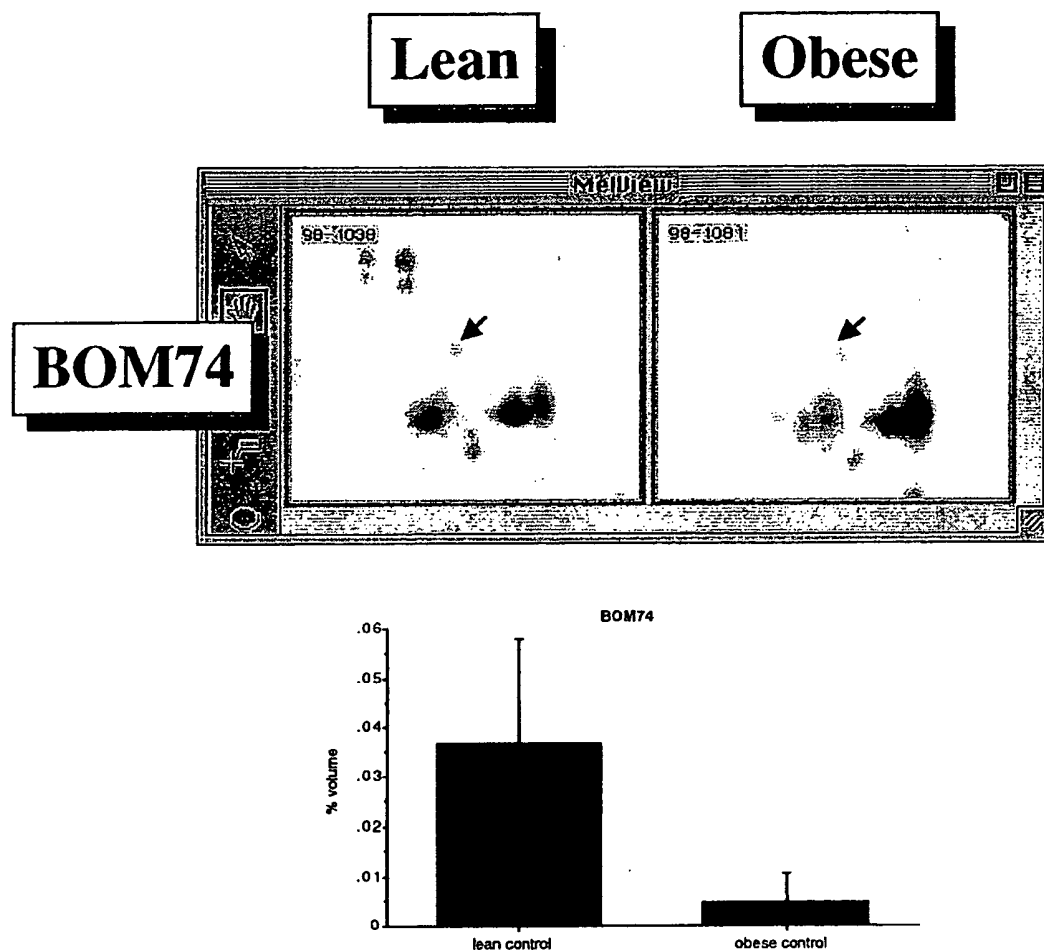 Lean
Obese
MelView
98-1038
98-1081
BOM74
BOM74
.06
.05
.04
.03
.02
.01
0
% volume
lean control
obese control